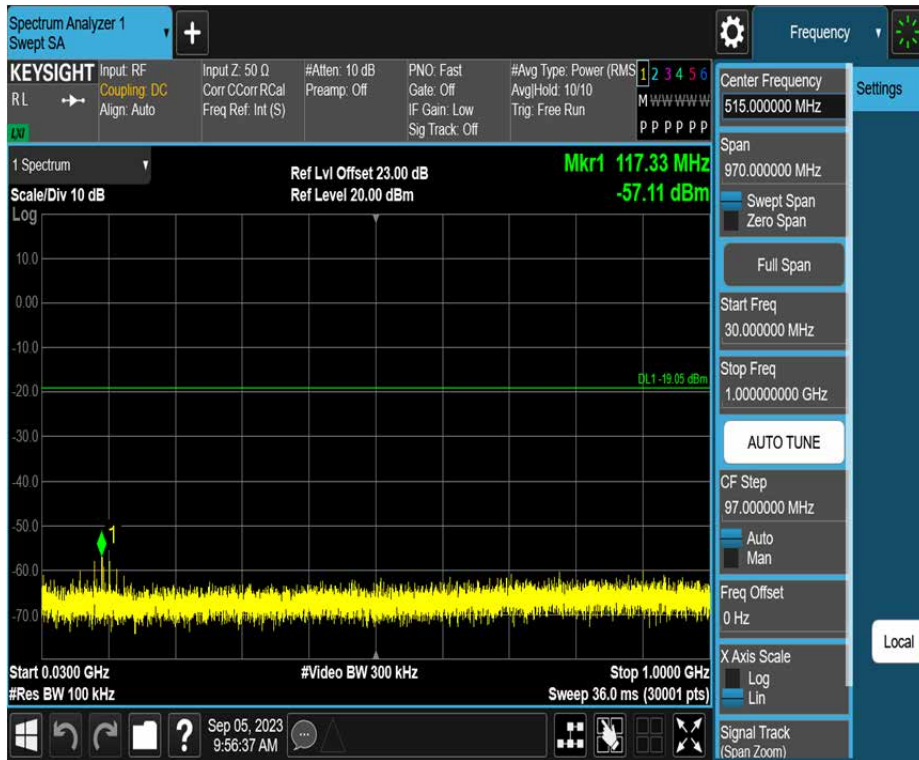 Spectrum Analyzer 1
Swept SA
Frequency
KEYSIGHT
RL
LXI
Input: RF
Coupling: DC
Align: Auto
Input Z: 50 Ω
Corr CCorr RCal
Freq Ref: Int (S)
#Atten: 10 dB
Preamp: Off
PNO: Fast
Gate: Off
IF Gain: Low
Sig Track: Off
#Avg Type: Power (RMS
Avg|Hold: 10/10
Trig: Free Run
1 2 3 4 5 6
M W W W W W
P P P P P P
1 Spectrum
Scale/Div 10 dB
Log
Ref Lvl Offset 23.00 dB
Ref Level 20.00 dBm
Mkr1 117.33 MHz
-57.11 dBm
10.0
0.00
-10.0
DL1 -19.05 dBm
-20.0
-30.0
-40.0
-50.0
1
-60.0
-70.0
Start 0.0300 GHz
#Video BW 300 kHz
Stop 1.0000 GHz
#Res BW 100 kHz
Sweep 36.0 ms (30001 pts)
Sep 05, 2023
9:56:37 AM
Center Frequency
515.000000 MHz
Settings
Span
970.000000 MHz
Swept Span
Zero Span
Full Span
Start Freq
30.000000 MHz
Stop Freq
1.000000000 GHz
AUTO TUNE
CF Step
97.000000 MHz
Auto
Man
Freq Offset
0 Hz
Local
X Axis Scale
Log
Lin
Signal Track
(Span Zoom)